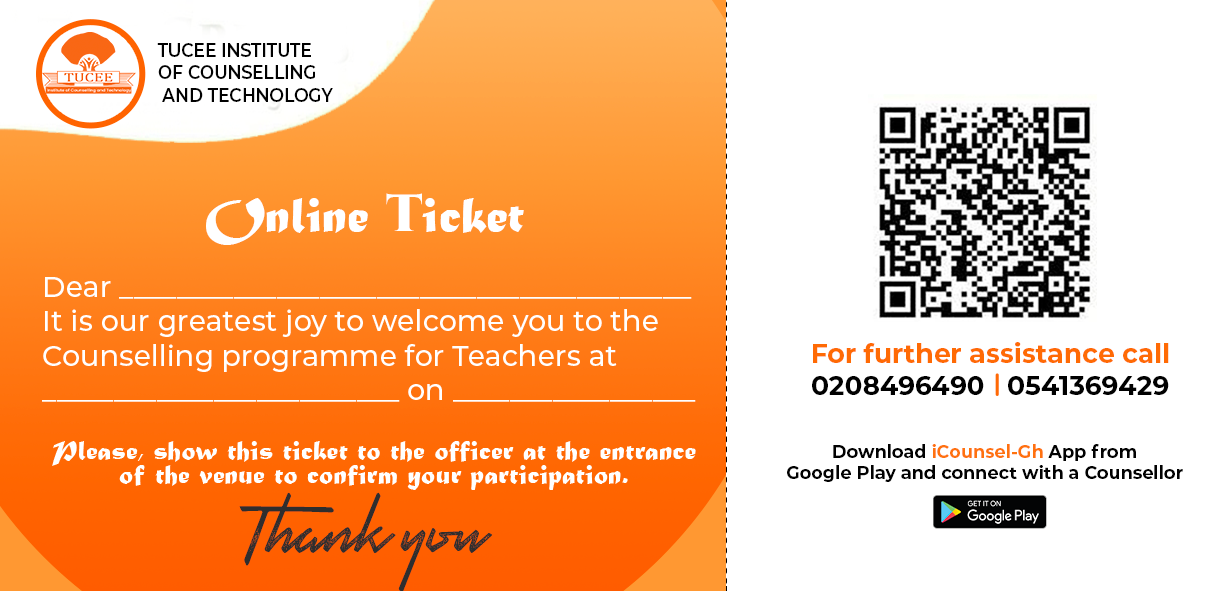 TUCEE
Institute of Counselling and Technology
TUCEE INSTITUTE
OF COUNSELLING
AND TECHNOLOGY
Online Ticket
Dear ________________________________________
It is our greatest joy to welcome you to the
Counselling programme for Teachers at
_________________________ on _________________
Please, show this ticket to the officer at the entrance
of the venue to confirm your participation.
Thank you
For further assistance call
0208496490 | 0541369429
Download iCounsel-Gh App from
Google Play and connect with a Counsellor
GET IT ON
Google Play